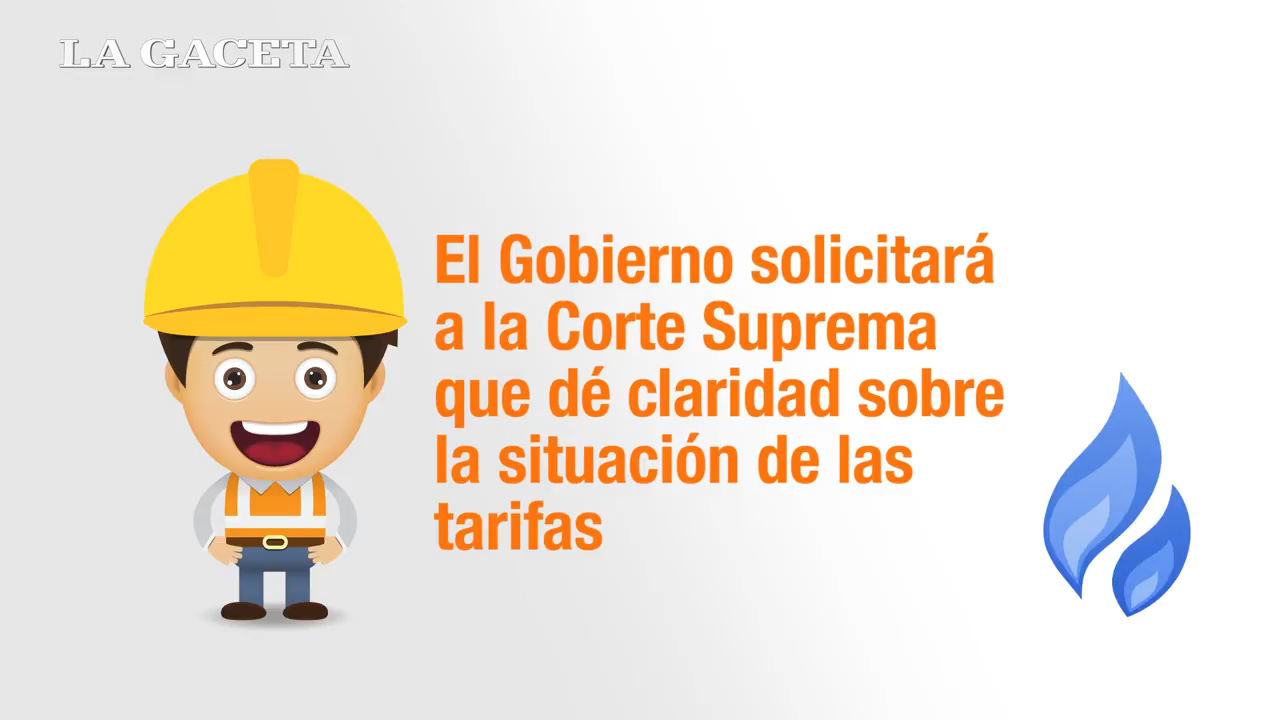 LA GACETA
El Gobierno solicitará
a la Corte Suprema
que dé claridad sobre
la situación de las
tarifas